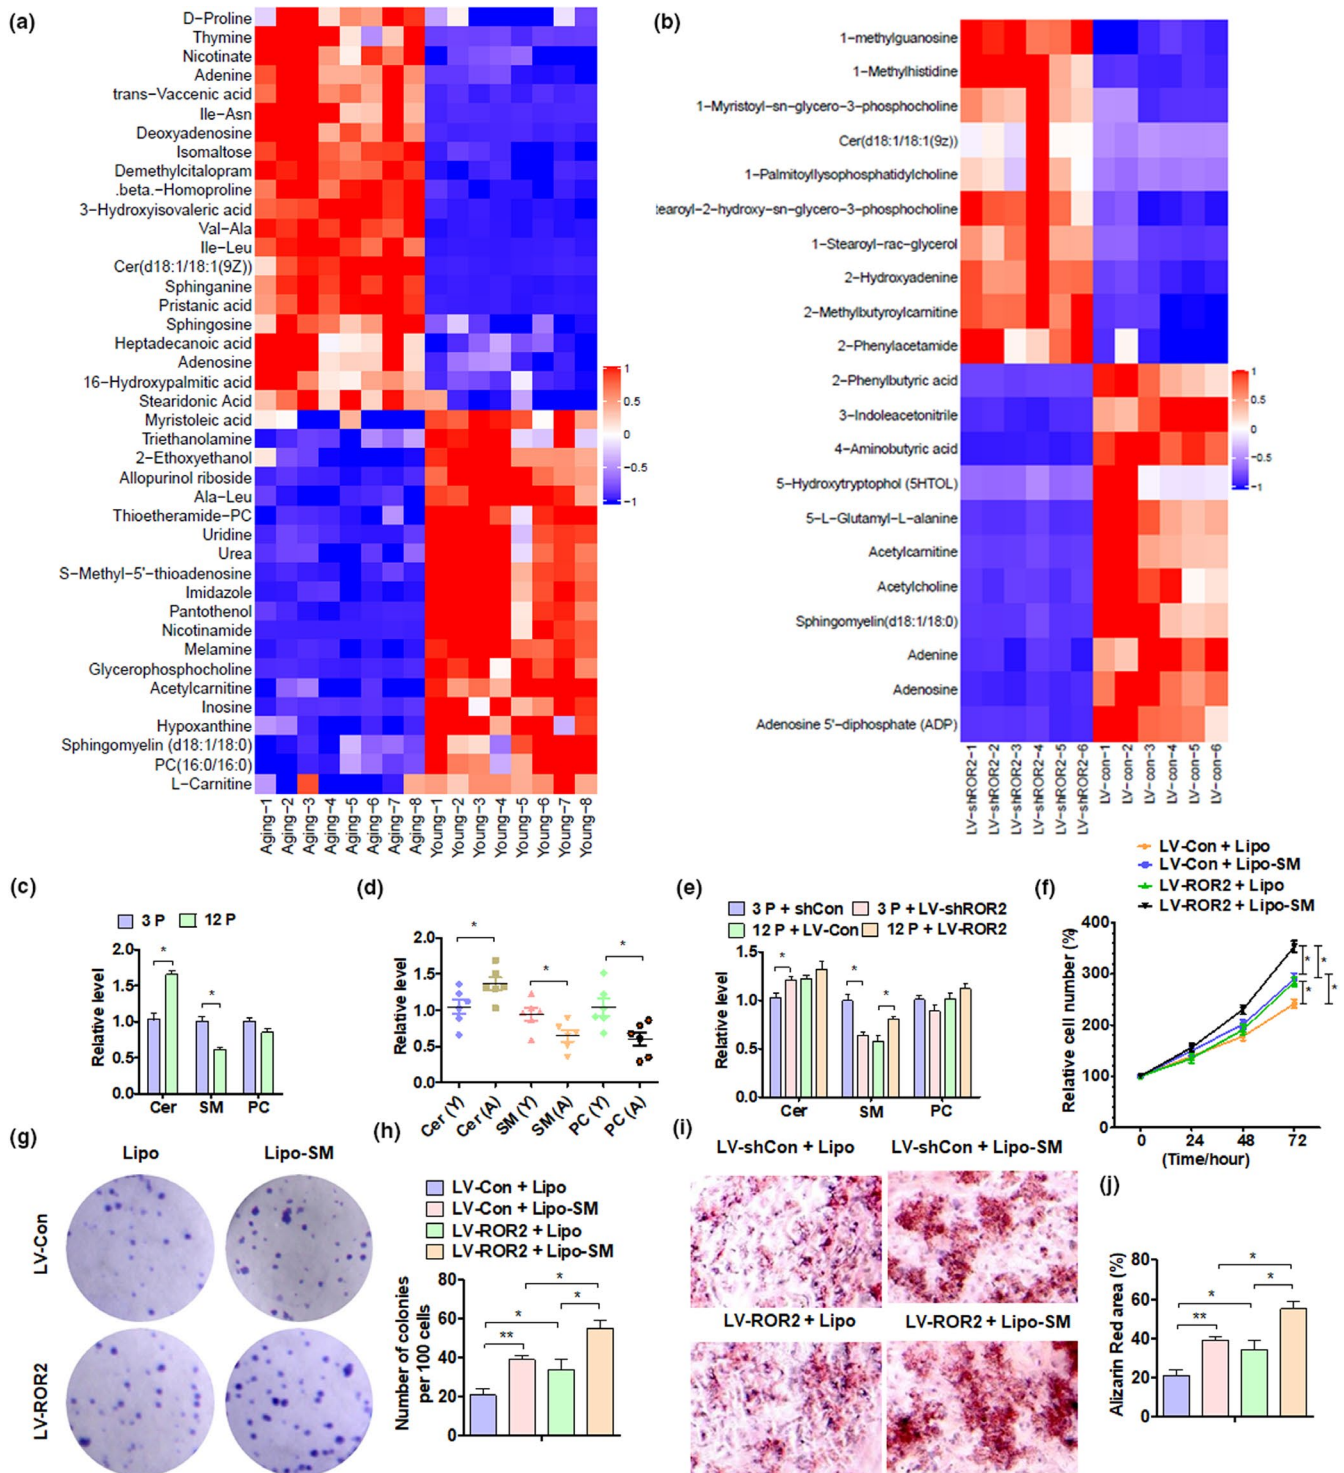 (a)
D−Proline
Thymine
Nicotinate
Adenine
trans−Vaccenic acid
Ile−Asn
Deoxyadenosine
Isomaltose
Demethylcitalopram
.beta.−Homoproline
3−Hydroxyisovaleric acid
Val−Ala
Ile−Leu
Cer(d18:1/18:1(9Z))
Sphinganine
Pristanic acid
Sphingosine
Heptadecanoic acid
Adenosine
16−Hydroxypalmitic acid
Stearidonic Acid
Myristoleic acid
Triethanolamine
2−Ethoxyethanol
Allopurinol riboside
Ala−Leu
Thioetheramide−PC
Uridine
Urea
S−Methyl−5'−thioadenosine
Imidazole
Pantothenol
Nicotinamide
Melamine
Glycerophosphocholine
Acetylcarnitine
Inosine
Hypoxanthine
Sphingomyelin (d18:1/18:0)
PC(16:0/16:0)
L−Carnitine
Aging−1
Aging−2
Aging−3
Aging−4
Aging−5
Aging−6
Aging−7
Aging−8
Young−1
Young−2
Young−3
Young−4
Young−5
Young−6
Young−7
Young−8
1
0.5
0
−0.5
−1
(b)
1−methylguanosine
1−Methylhistidine
1−Myristoyl−sn−glycero−3−phosphocholine
Cer(d18:1/18:1(9z))
1−Palmitoyllysophosphatidylcholine
tearoyl−2−hydroxy−sn−glycero−3−phosphocholine
1−Stearoyl−rac−glycerol
2−Hydroxyadenine
2−Methylbutyroylcarnitine
2−Phenylacetamide
2−Phenylbutyric acid
3−Indoleacetonitrile
4−Aminobutyric acid
5−Hydroxytryptophol (5HTOL)
5−L−Glutamyl−L−alanine
Acetylcarnitine
Acetylcholine
Sphingomyelin(d18:1/18:0)
Adenine
Adenosine
Adenosine 5'−diphosphate (ADP)
LV−shROR2−1
LV−shROR2−2
LV−shROR2−3
LV−shROR2−4
LV−shROR2−5
LV−shROR2−6
LV−con−1
LV−con−2
LV−con−3
LV−con−4
LV−con−5
LV−con−6
1
0.5
0
−0.5
−1
(c)
3 P 12 P
Relative level
2.0
1.5
1.0
0.5
0.0
* *
Cer SM PC
(d)
Relative level
2.0
1.5
1.0
0.5
0.0
* * *
Cer (Y)
Cer (A)
SM (Y)
SM (A)
PC (Y)
PC (A)
(e)
3 P + shCon 3 P + LV-shROR2
12 P + LV-Con 12 P + LV-ROR2
Relative level
1.5
1.0
0.5
0.0
* * *
Cer SM PC
(f)
LV-Con + Lipo
LV-Con + Lipo-SM
LV-ROR2 + Lipo
LV-ROR2 + Lipo-SM
Relative cell number (%)
400
300
200
100
0 24 48 72
(Time/hour)
* * * *
(g)
Lipo Lipo-SM
LV-Con
LV-ROR2
(h)
LV-Con + Lipo
LV-Con + Lipo-SM
LV-ROR2 + Lipo
LV-ROR2 + Lipo-SM
Number of colonies
per 100 cells
80
60
40
20
0
*
* *
**
(i)
LV-shCon + Lipo LV-shCon + Lipo-SM
LV-ROR2 + Lipo LV-ROR2 + Lipo-SM
(j)
Alizarin Red area (%)
80
60
40
20
0
*
* *
**